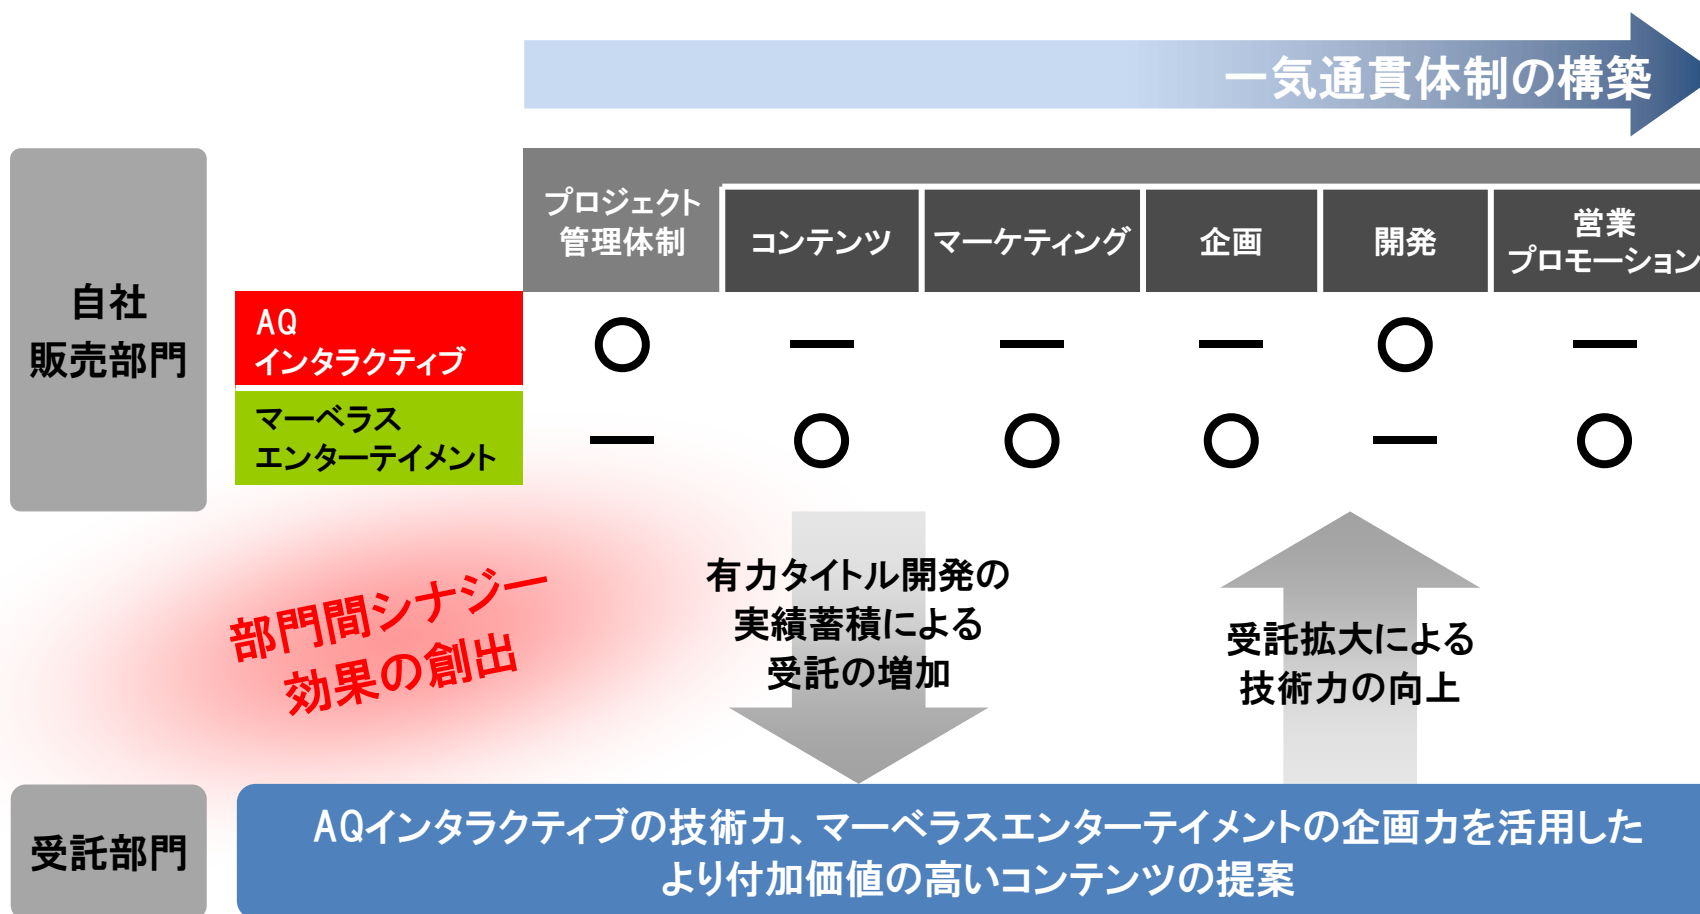 一気通貫体制の構築
プロジェクト
管理体制
コンテンツ
マーケティング
企画
開発
営業
プロモーション
自社
販売部門
AQ
インタラクティブ
○ ― ― ― ○ ―
マーベラス
エンターテイメント
― ○ ○ ○ ― ○
部門間シナジー
効果の創出
有力タイトル開発の
実績蓄積による
受託の増加
受託拡大による
技術力の向上
受託部門
AQインタラクティブの技術力、マーベラスエンターテイメントの企画力を活用した
より付加価値の高いコンテンツの提案